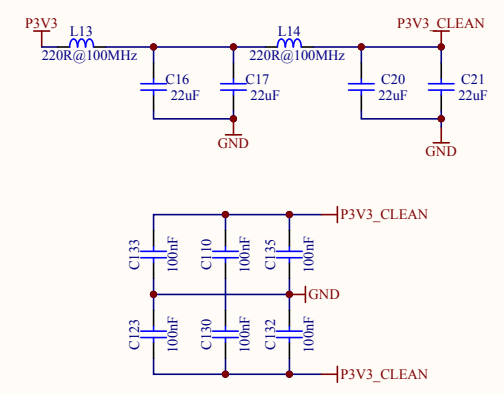 P3V3 L13 L14 P3V3_CLEAN
220R@100MHz 220R@100MHz
C16 C17 C20 C21
22uF 22uF 22uF 22uF
GND GND
P3V3_CLEAN
C133 100nF C110 100nF C135 100nF
GND
C123 100nF C130 100nF C132 100nF
P3V3_CLEAN